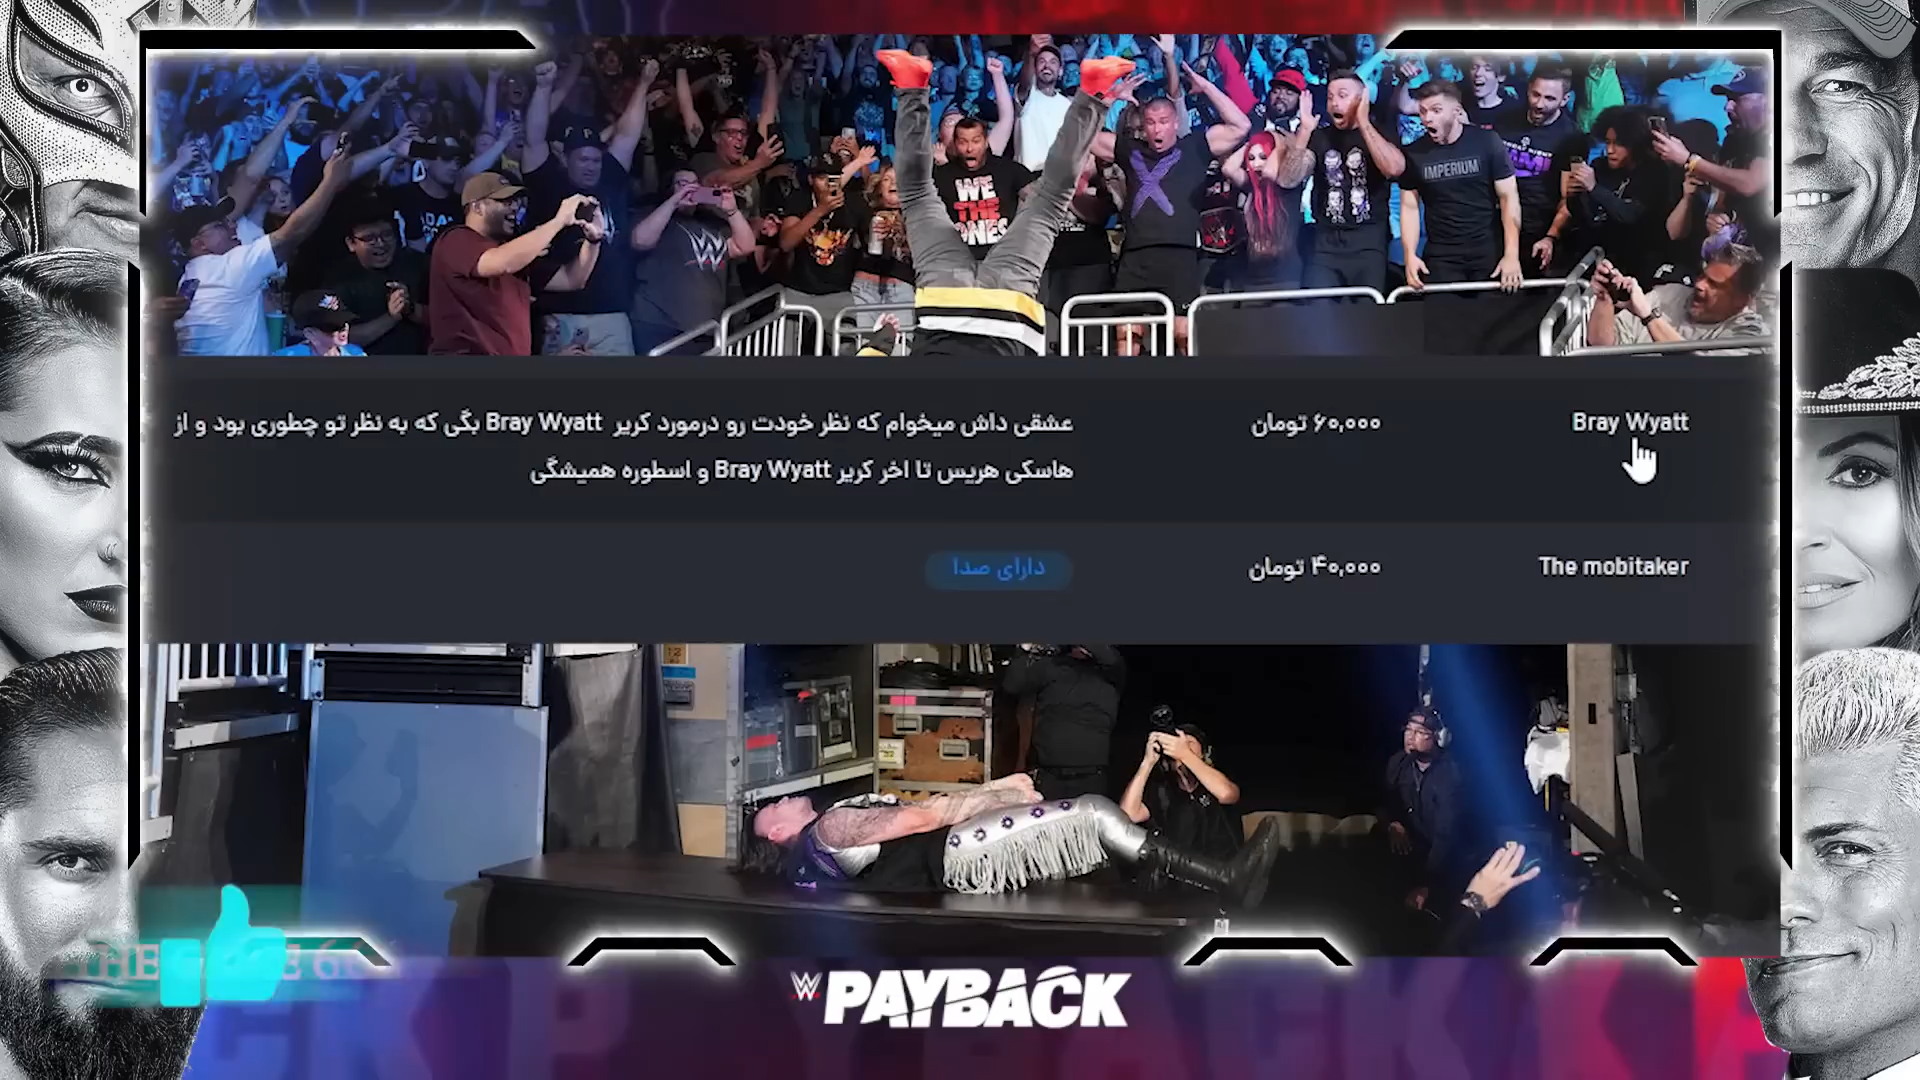 WE
THE
ONES
IMPERIUM
Bray Wyatt
۶۰,۰۰۰ تومان
عشقی داش میخوام که نظر خودت رو درمورد کریر Bray Wyatt بگی که به نظر تو چطوری بود و از
هاسکی هریس تا اخر کریر Bray Wyatt و اسطوره همیشگی
The mobitaker
۴۰,۰۰۰ تومان
دارای صدا
W PAYBACK